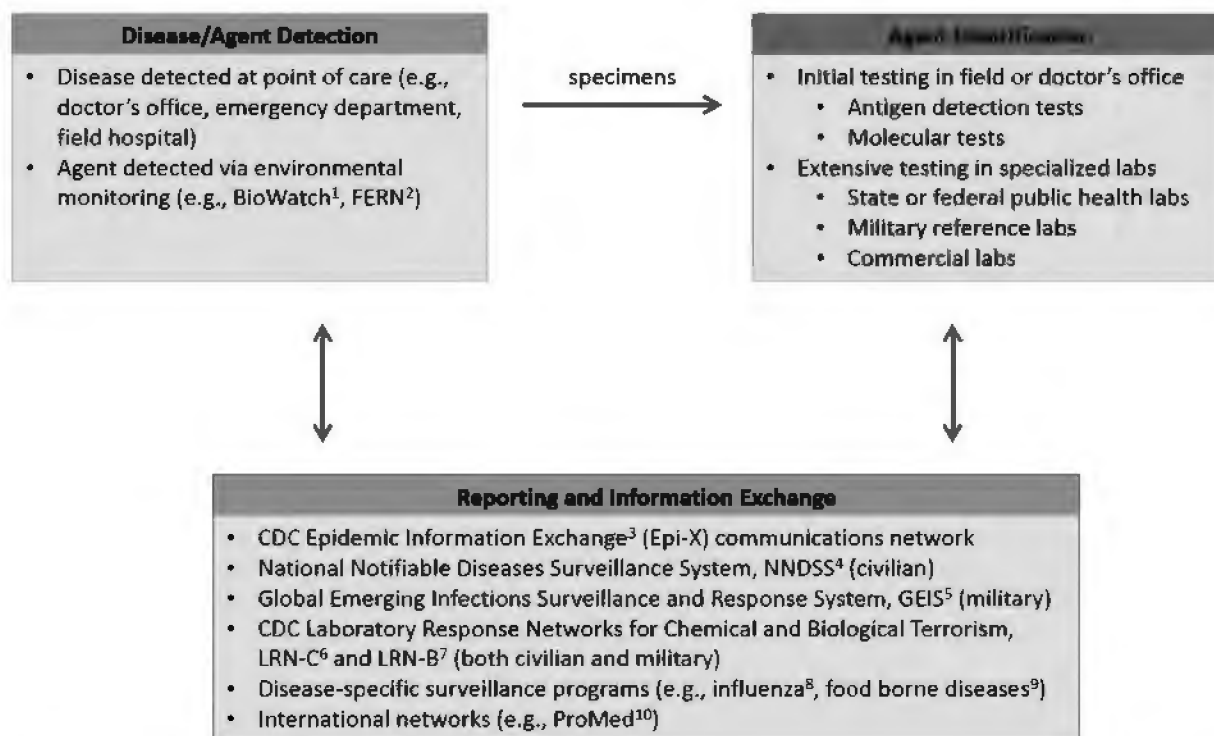 Disease/Agent Detection
• Disease detected at point of care (e.g.,
doctor's office, emergency department,
field hospital)
• Agent detected via environmental
monitoring (e.g., BioWatch¹, FERN²)
specimens
Agent Identification
• Initial testing in field or doctor's office
• Antigen detection tests
• Molecular tests
• Extensive testing in specialized labs
• State or federal public health labs
• Military reference labs
• Commercial labs
Reporting and Information Exchange
• CDC Epidemic Information Exchange³ (Epi-X) communications network
• National Notifiable Diseases Surveillance System, NNDSS⁴ (civilian)
• Global Emerging Infections Surveillance and Response System, GEIS⁵ (military)
• CDC Laboratory Response Networks for Chemical and Biological Terrorism,
LRN-C⁶ and LRN-B⁷ (both civilian and military)
• Disease-specific surveillance programs (e.g., influenza⁸, food borne diseases⁹)
• International networks (e.g., ProMed¹⁰)